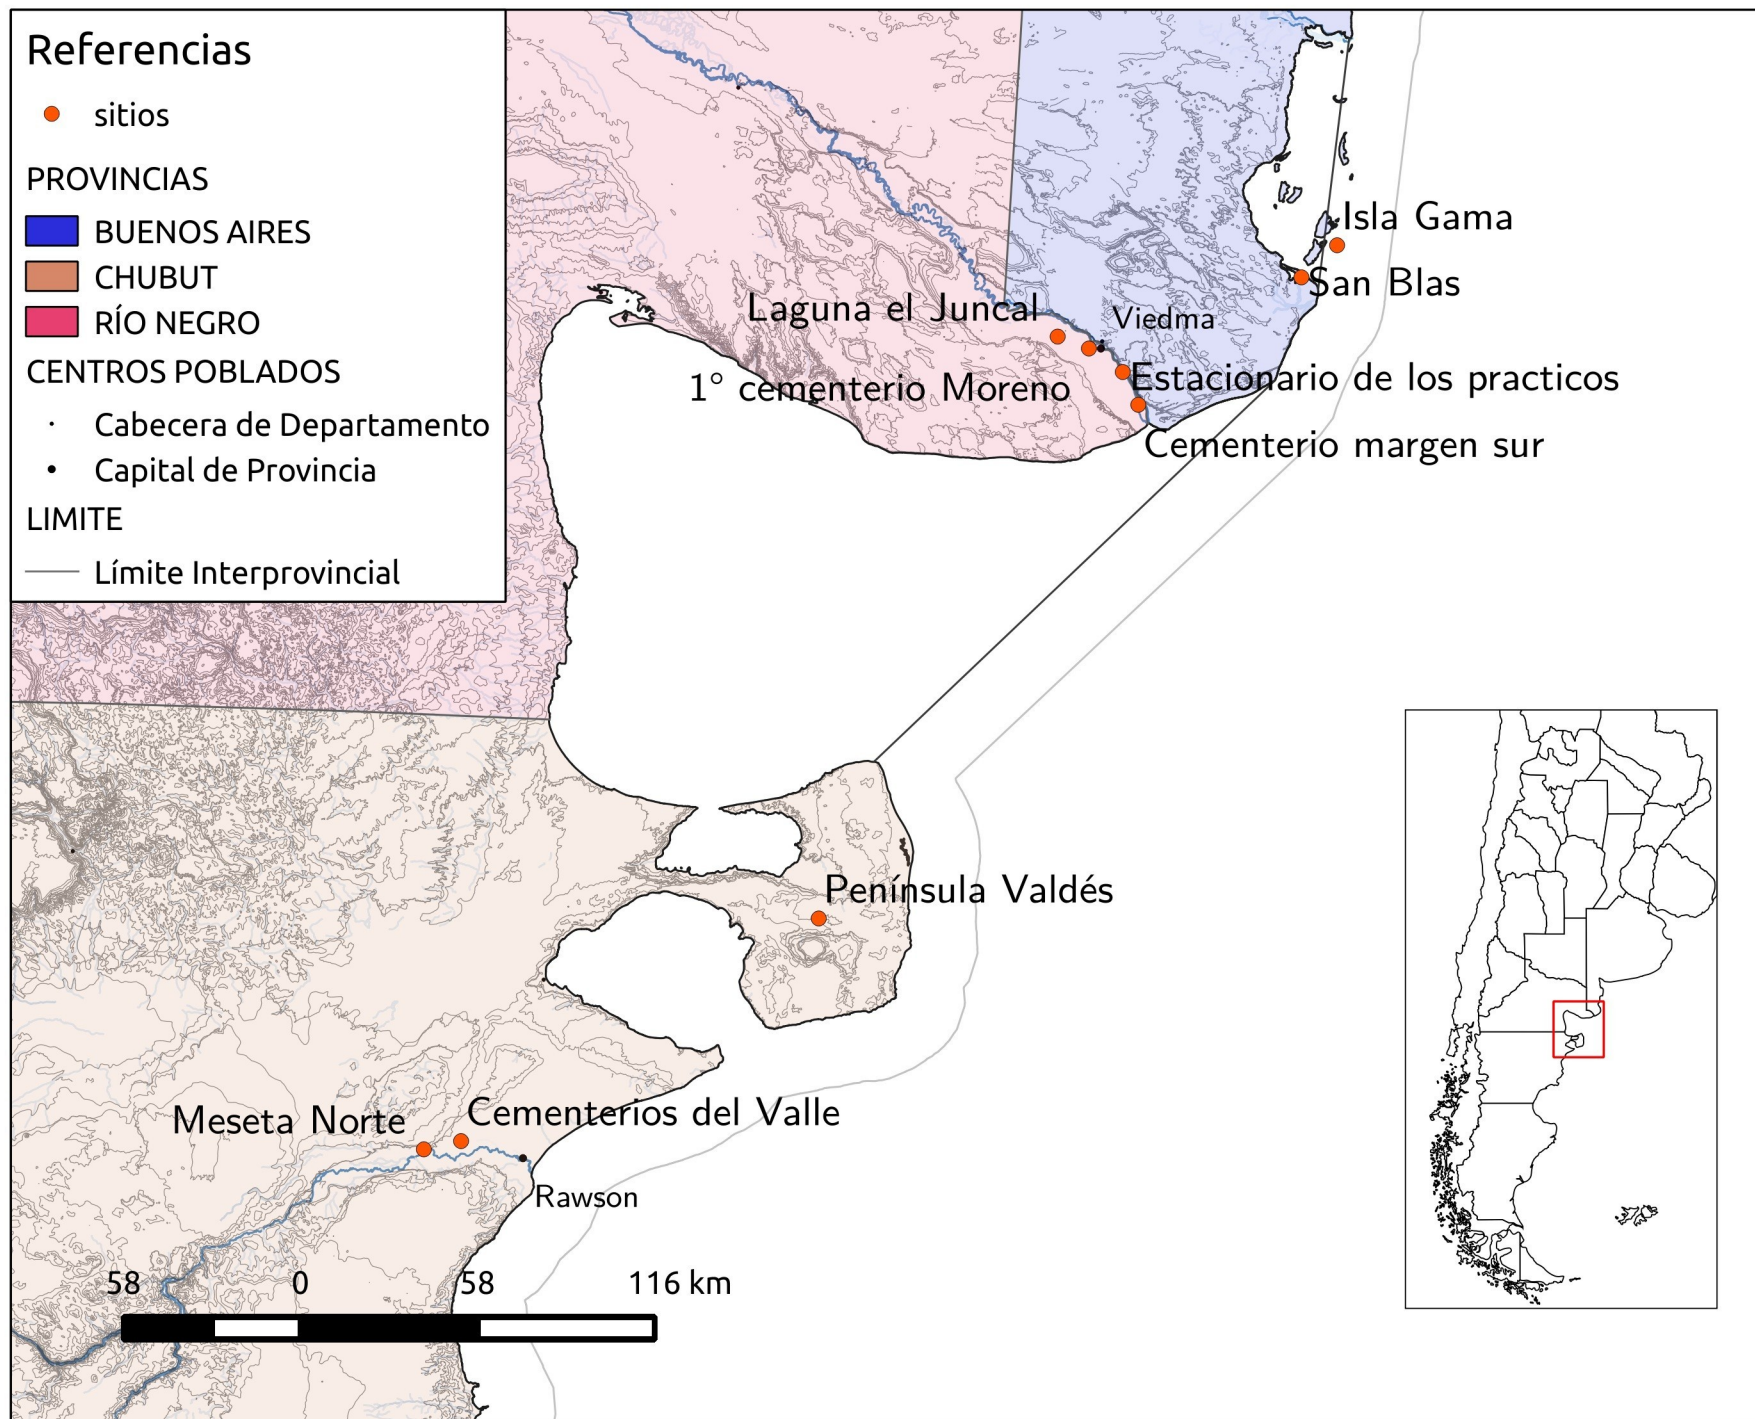 Referencias
sitios
PROVINCIAS
BUENOS AIRES
CHUBUT
RÍO NEGRO
CENTROS POBLADOS
Cabecera de Departamento
Capital de Provincia
LIMITE
Límite Interprovincial
Isla Gama
San Blas
Laguna el Juncal
Viedma
Estacionario de los practicos
1° cementerio Moreno
Cementerio margen sur
Península Valdés
Cementerios del Valle
Meseta Norte
Rawson
58 0 58 116 km